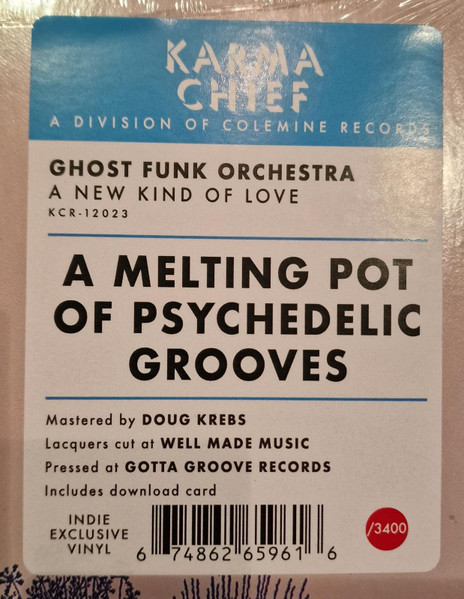 KARMA
CHIEF
A DIVISION OF COLEMINE RECORDS
GHOST FUNK ORCHESTRA
A NEW KIND OF LOVE
KCR-12023
A MELTING POT
OF PSYCHEDELIC
GROOVES
Mastered by DOUG KREBS
Lacquers cut at WELL MADE MUSIC
Pressed at GOTTA GROOVE RECORDS
Includes download card
INDIE
EXCLUSIVE
VINYL
6 74862 65961 6
/3400